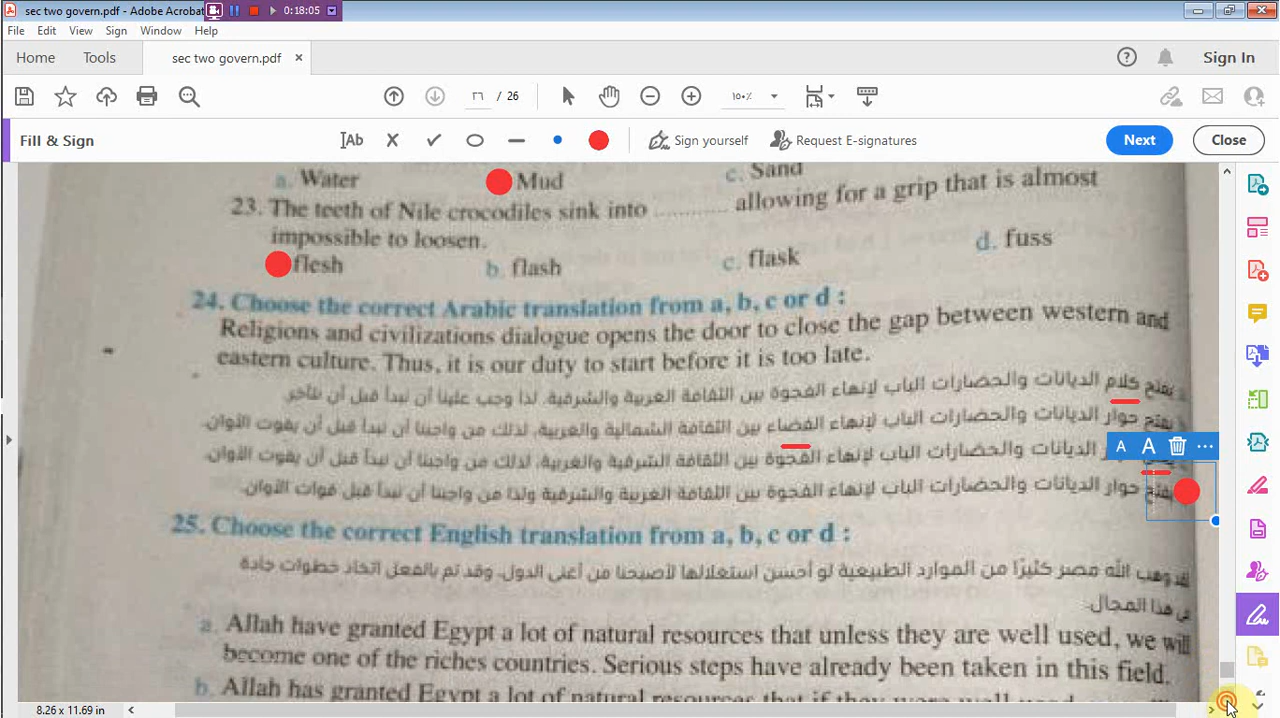 sec two govern.pdf - Adobe Acrobat
0:18:05
File Edit View Sign Window Help
Home Tools sec two govern.pdf × Sign In
٢٦ / 26
Fill & Sign
Ab Sign yourself Request E-signatures Next Close
a. Water Mud c. Sand
23. The teeth of Nile crocodiles sink into ............ allowing for a grip that is almost
impossible to loosen.
flesh b. flash c. flask d. fuss
24. Choose the correct Arabic translation from a, b, c or d :
Religions and civilizations dialogue opens the door to close the gap between western and
eastern culture. Thus, it is our duty to start before it is too late.
يفتح كلام الديانات والحضارات الباب لإنهاء الفجوة بين الثقافة الغربية والشرقية. لذا وجب علينا أن نبدأ قبل أن نتأخر
يفتح حوار الديانات والحضارات الباب لإنهاء الفضاء بين الثقافة الشمالية والغربية. لذلك من واجبنا أن نبدأ قبل أن يفوت الأوان.
الديانات والحضارات الباب لإنهاء الفجوة بين الثقافة الشرقية والغربية. لذلك من واجبنا أن نبدأ قبل أن يفوت الأوان.
يفتح حوار الديانات والحضارات الباب لإنهاء الفجوة بين الثقافة الغربية والشرقية ولذا من واجبنا أن نبدأ قبل فوات الأوان.
25. Choose the correct English translation from a, b, c or d :
لقد وهب الله مصر كثيرًا من الموارد الطبيعية لو أحسن استغلالها لأصبحنا من أغنى الدول. وقد تم بالفعل اتخاذ خطوات جادة
في هذا المجال.
a. Allah have granted Egypt a lot of natural resources that unless they are well used, we will
become one of the riches countries. Serious steps have already been taken in this field.
b. Allah has granted Egypt a lot of natural resources that if they were well used
8.26 x 11.69 in